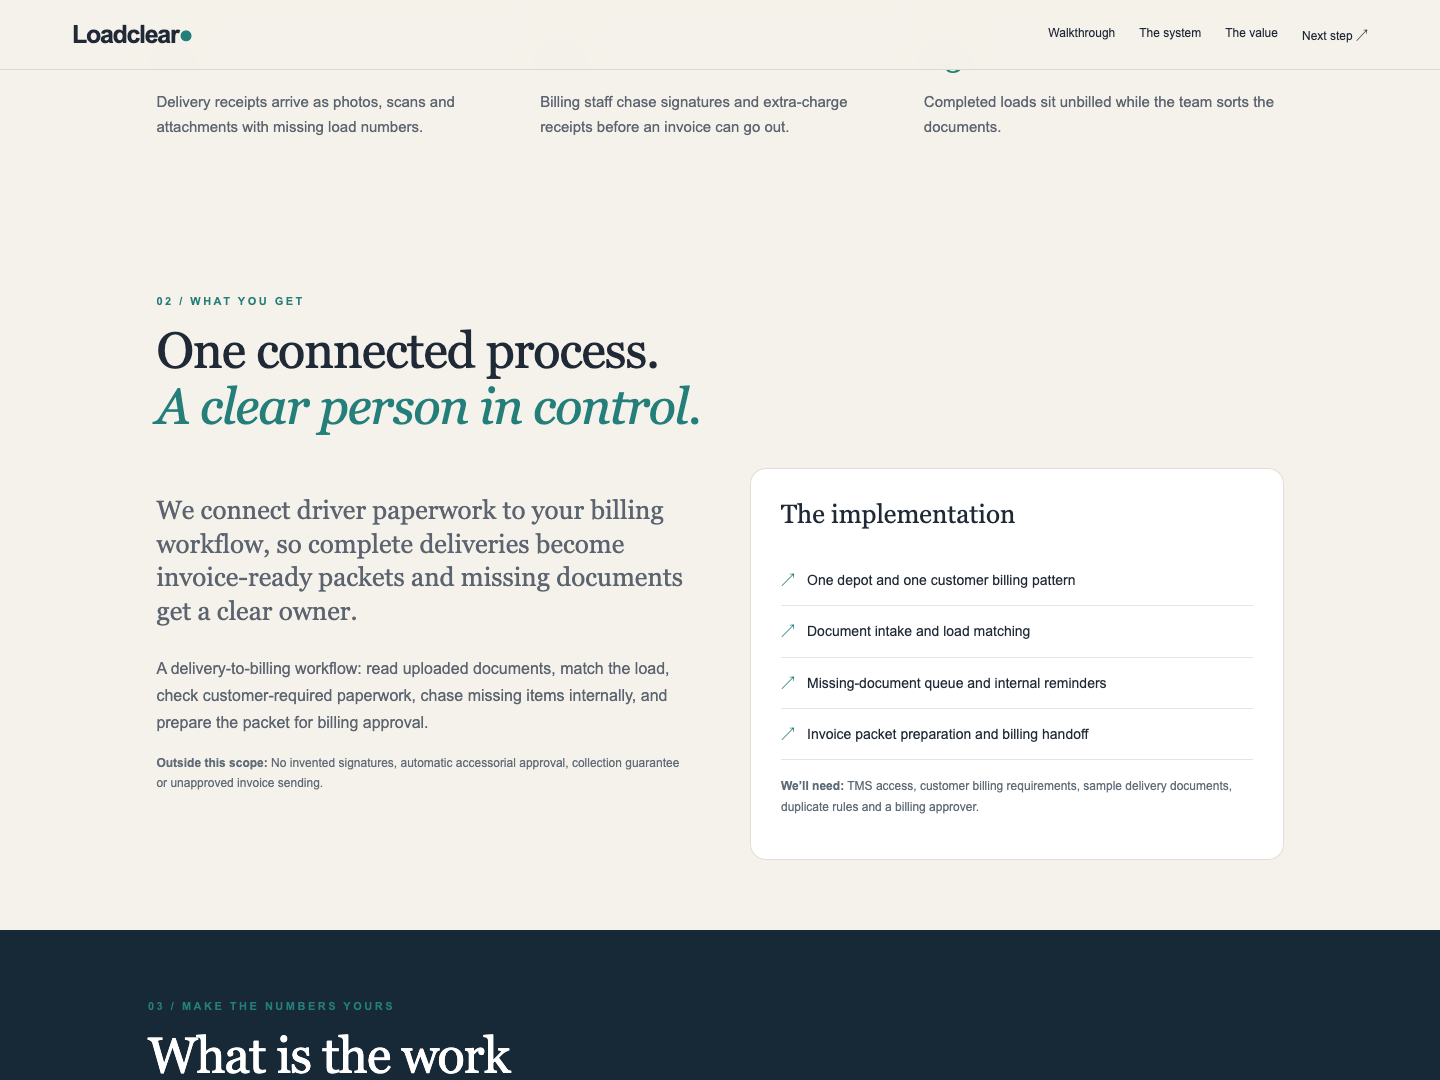 Loadclear
Walkthrough
The system
The value
Next step ↗
Delivery receipts arrive as photos, scans and
attachments with missing load numbers.
Billing staff chase signatures and extra-charge
receipts before an invoice can go out.
Completed loads sit unbilled while the team sorts the
documents.
02 / WHAT YOU GET
One connected process.
A clear person in control.
We connect driver paperwork to your billing
workflow, so complete deliveries become
invoice-ready packets and missing documents
get a clear owner.
A delivery-to-billing workflow: read uploaded documents, match the load,
check customer-required paperwork, chase missing items internally, and
prepare the packet for billing approval.
Outside this scope: No invented signatures, automatic accessorial approval, collection guarantee
or unapproved invoice sending.
The implementation
↗ One depot and one customer billing pattern
↗ Document intake and load matching
↗ Missing-document queue and internal reminders
↗ Invoice packet preparation and billing handoff
We’ll need: TMS access, customer billing requirements, sample delivery documents,
duplicate rules and a billing approver.
03 / MAKE THE NUMBERS YOURS
What is the work